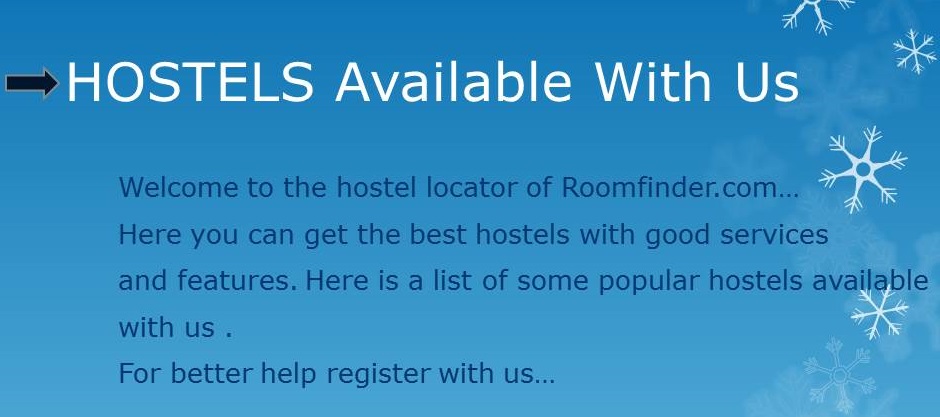 HOSTELS Available With Us
Welcome to the hostel locator of Roomfinder.com...
Here you can get the best hostels with good services
and features. Here is a list of some popular hostels available
with us .
For better help register with us...